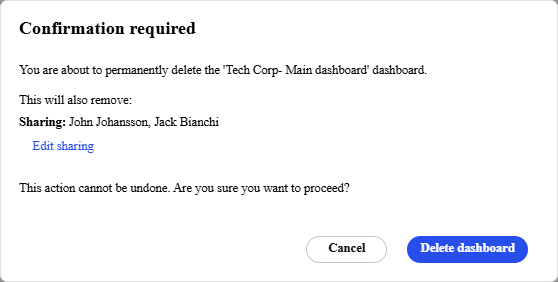 Confirmation required
You are about to permanently delete the 'Tech Corp- Main dashboard' dashboard.
This will also remove:
Sharing: John Johansson, Jack Bianchi
Edit sharing
This action cannot be undone. Are you sure you want to proceed?
Cancel
Delete dashboard